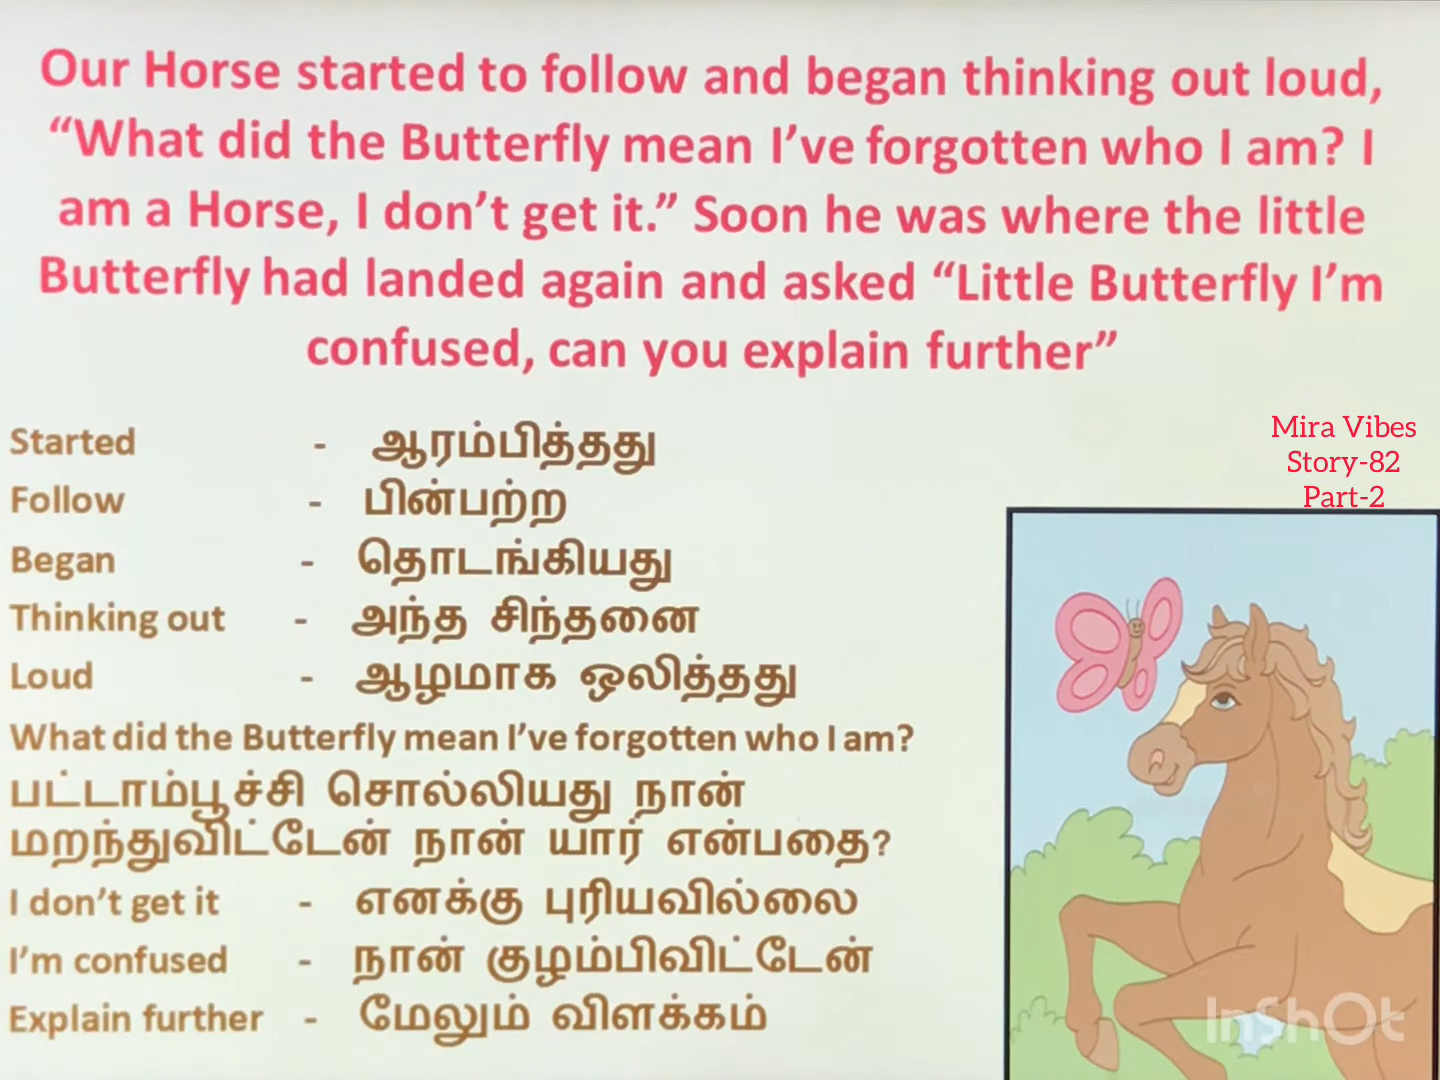 Our Horse started to follow and began thinking out loud,
“What did the Butterfly mean I’ve forgotten who I am? I
am a Horse, I don’t get it.” Soon he was where the little
Butterfly had landed again and asked “Little Butterfly I’m
confused, can you explain further”
Mira Vibes
Story-82
Part-2
Started - ஆரம்பித்தது
Follow - பின்பற்ற
Began - தொடங்கியது
Thinking out - அந்த சிந்தனை
Loud - ஆழமாக ஒலித்தது
What did the Butterfly mean I’ve forgotten who I am?
பட்டாம்பூச்சி சொல்லியது நான்
மறந்துவிட்டேன் நான் யார் என்பதை?
I don’t get it - எனக்கு புரியவில்லை
I’m confused - நான் குழம்பிவிட்டேன்
Explain further - மேலும் விளக்கம்
InShOt